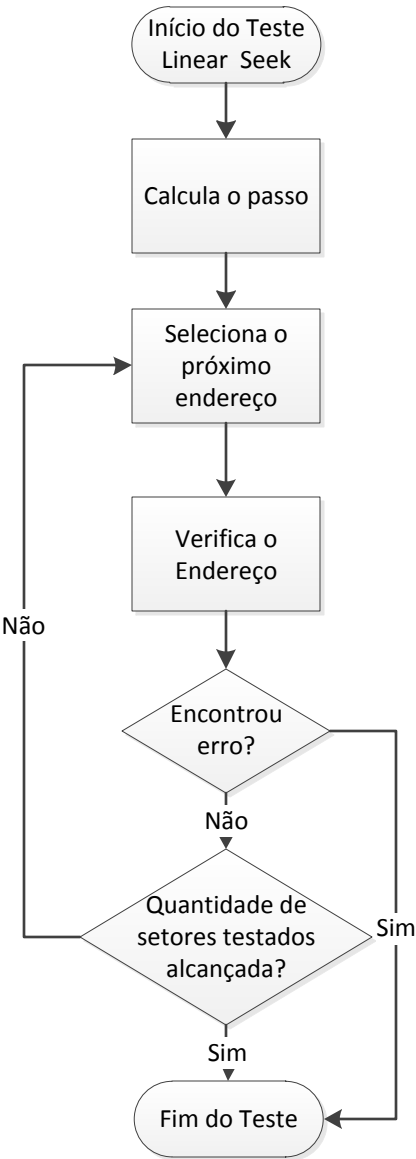 Início do Teste
Linear Seek
Calcula o passo
Seleciona o
próximo
endereço
Verifica o
Endereço
Não
Encontrou
erro?
Não
Quantidade de
setores testados
alcançada?
Sim
Sim
Fim do Teste